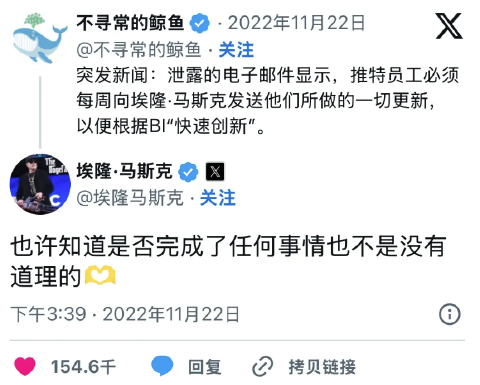 不寻常的鲸鱼 · 2022年11月22日
@不寻常的鲸鱼 · 关注
突发新闻：泄露的电子邮件显示，推特员工必须
每周向埃隆·马斯克发送他们所做的一切更新，
以便根据BI“快速创新”。
埃隆·马斯克
@埃隆马斯克 · 关注
也许知道是否完成了任何事情也不是没有
道理的🫶
下午3:39 · 2022年11月22日
154.6千 回复 拷贝链接